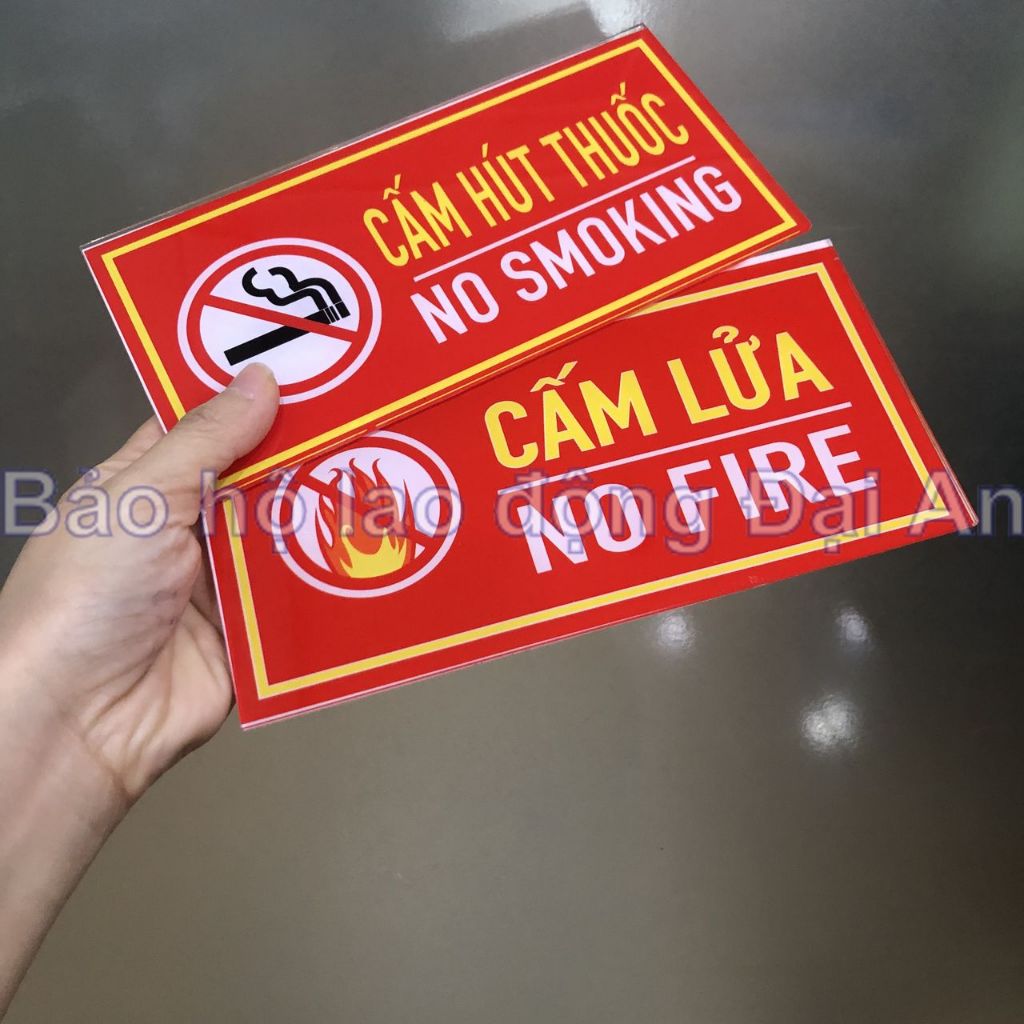 CẤM HÚT THUỐC
NO SMOKING
CẤM LỬA
NO FIRE
Bảo hộ lao động Đại An